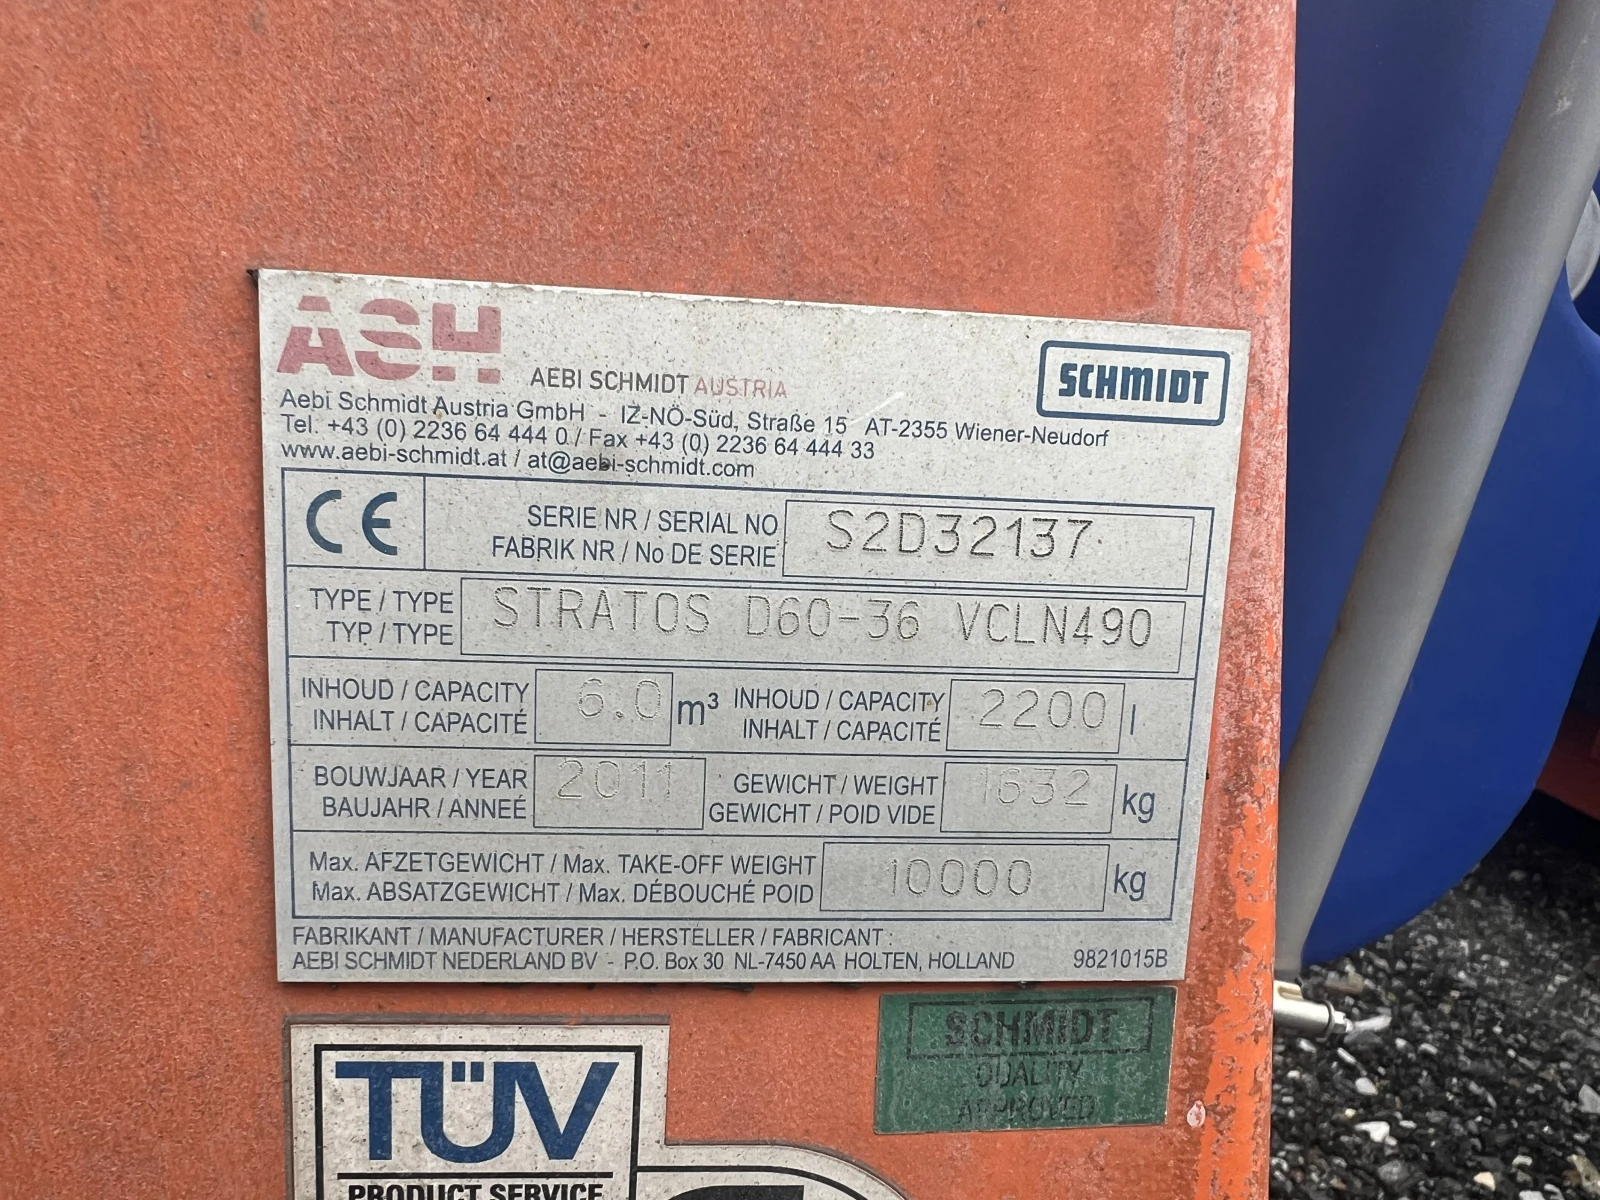 ASH
AEBI SCHMIDT AUSTRIA
SCHMIDT
Aebi Schmidt Austria GmbH - IZ-NÖ-Süd, Straße 15 AT-2355 Wiener-Neudorf
Tel. +43 (0) 2236 64 444 0 / Fax +43 (0) 2236 64 444 33
www.aebi-schmidt.at / at@aebi-schmidt.com
CE
SERIE NR / SERIAL NO
FABRIK NR / No DE SERIE
S2D32137
TYPE / TYPE
TYP / TYPE
STRATOS D60-36 VCLN490
INHOUD / CAPACITY
INHALT / CAPACITÉ
6.0 m³
INHOUD / CAPACITY
INHALT / CAPACITÉ
2200 l
BOUWJAAR / YEAR
BAUJAHR / ANNEÉ
2011
GEWICHT / WEIGHT
GEWICHT / POID VIDE
1632 kg
Max. AFZETGEWICHT / Max. TAKE-OFF WEIGHT
Max. ABSATZGEWICHT / Max. DÉBOUCHÉ POID
10000 kg
FABRIKANT / MANUFACTURER / HERSTELLER / FABRICANT :
AEBI SCHMIDT NEDERLAND BV - P.O. Box 30 NL-7450 AA HOLTEN, HOLLAND 9821015B
SCHMIDT
QUALITY
APPROVED
TÜV
PRODUCT SERVICE